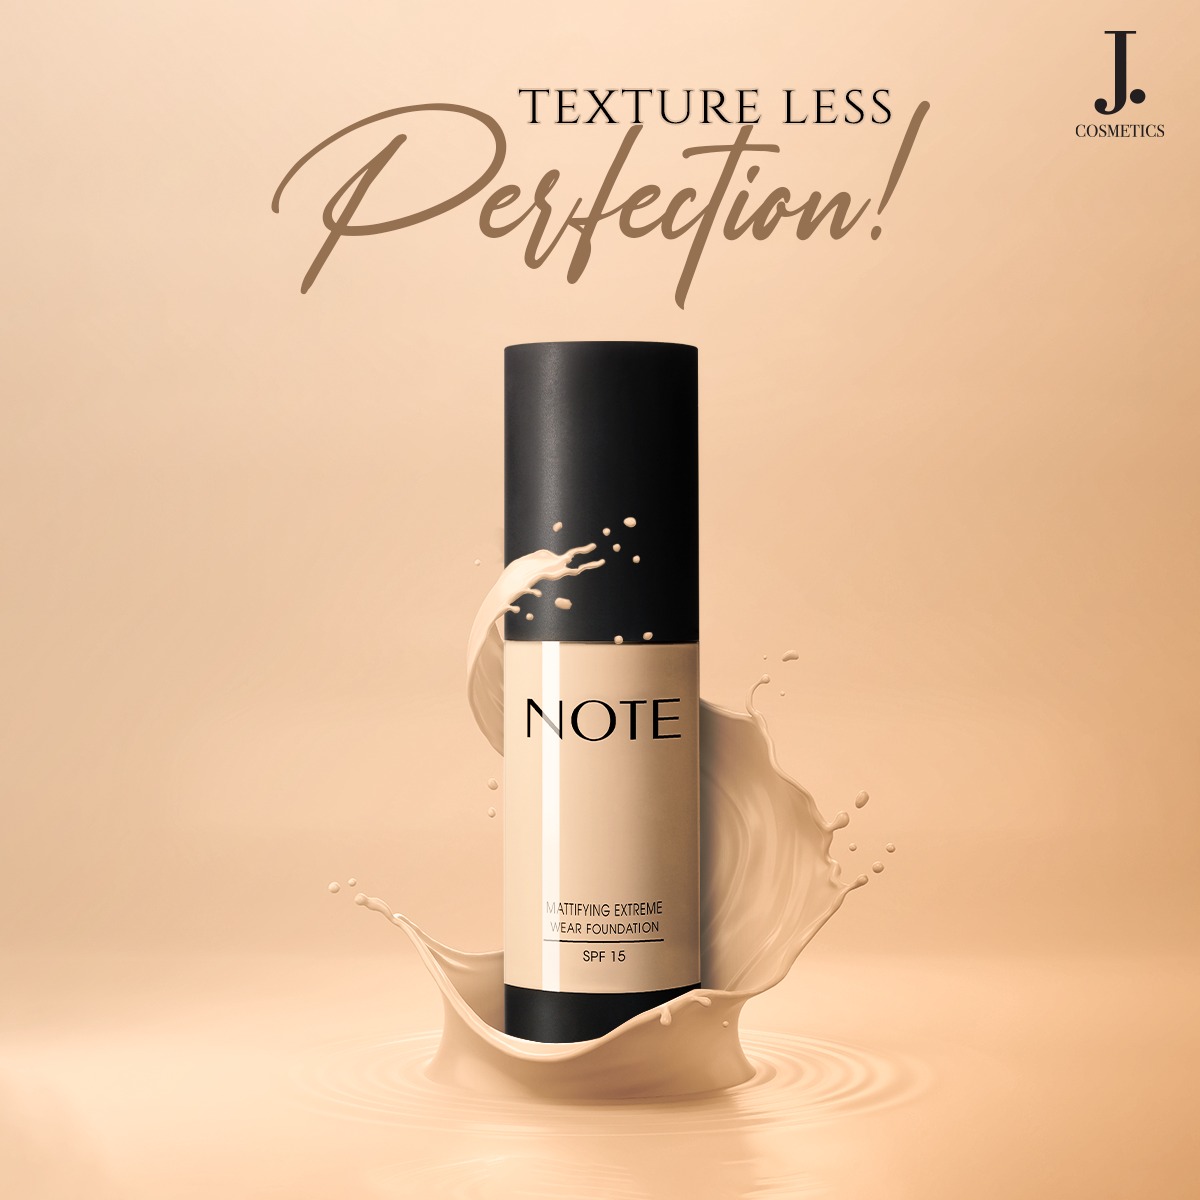 J.
COSMETICS
TEXTURE LESS
Perfection!
NOTE
MATTIFYING EXTREME
WEAR FOUNDATION
SPF 15